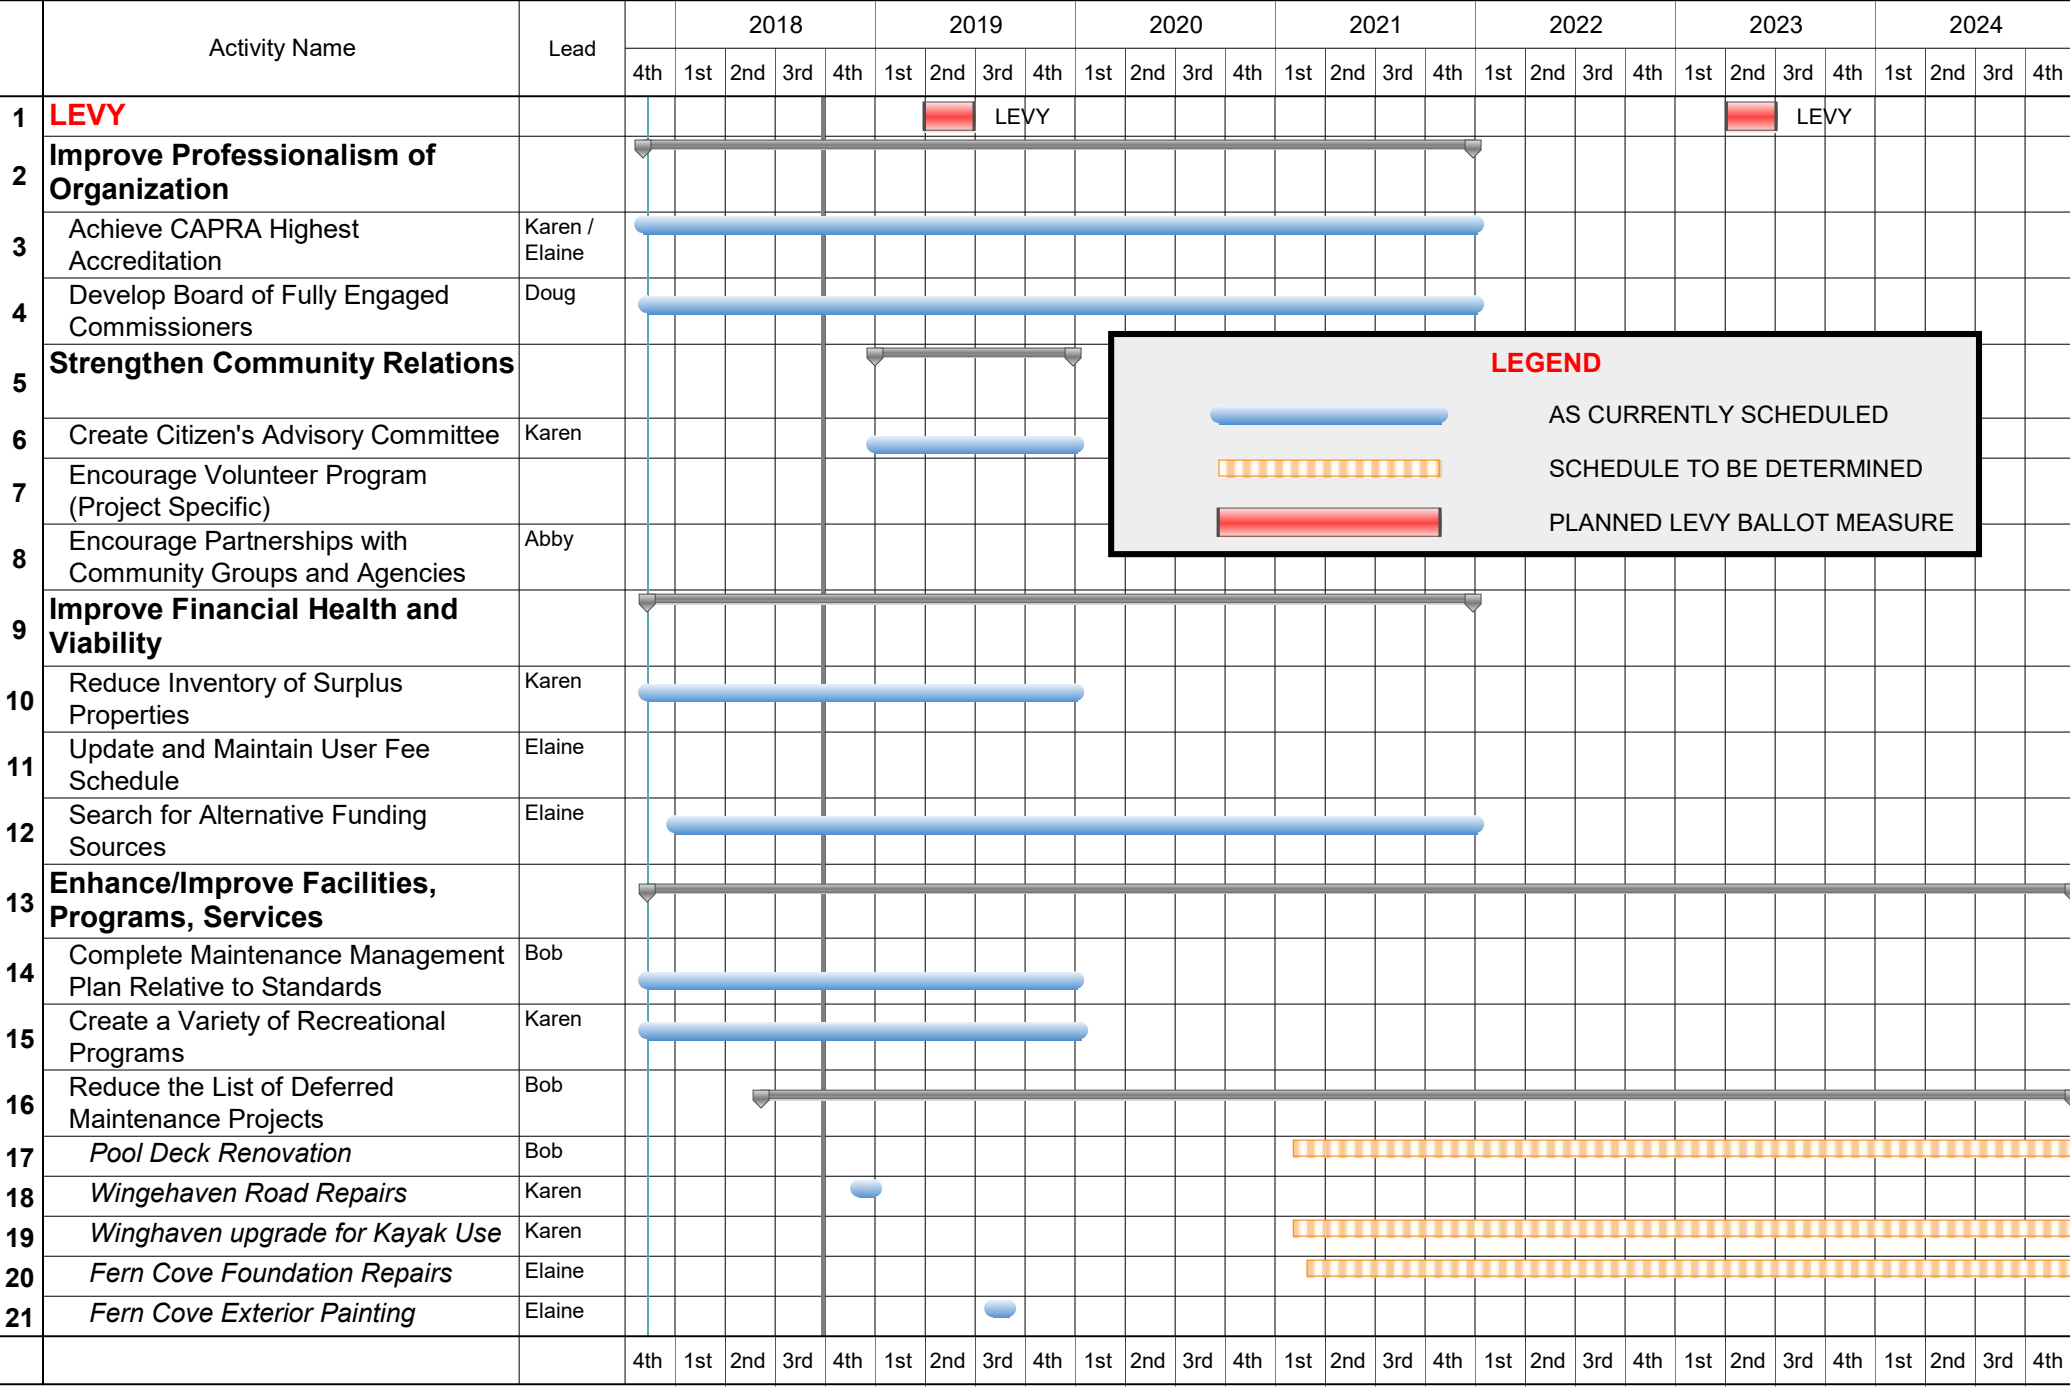 Activity Name
Lead
2018 2019 2020 2021 2022 2023 2024
4th 1st 2nd 3rd 4th 1st 2nd 3rd 4th 1st 2nd 3rd 4th 1st 2nd 3rd 4th 1st 2nd 3rd 4th 1st 2nd 3rd 4th 1st 2nd 3rd 4th
1 LEVY LEVY LEVY
2 Improve Professionalism of
Organization
3 Achieve CAPRA Highest Karen /
Accreditation Elaine
4 Develop Board of Fully Engaged Doug
Commissioners
5 Strengthen Community Relations
6 Create Citizen's Advisory Committee Karen
7 Encourage Volunteer Program
(Project Specific)
8 Encourage Partnerships with Abby
Community Groups and Agencies
LEGEND
AS CURRENTLY SCHEDULED
SCHEDULE TO BE DETERMINED
PLANNED LEVY BALLOT MEASURE
9 Improve Financial Health and
Viability
10 Reduce Inventory of Surplus Karen
Properties
11 Update and Maintain User Fee Elaine
Schedule
12 Search for Alternative Funding Elaine
Sources
13 Enhance/Improve Facilities,
Programs, Services
14 Complete Maintenance Management Bob
Plan Relative to Standards
15 Create a Variety of Recreational Karen
Programs
16 Reduce the List of Deferred Bob
Maintenance Projects
17 Pool Deck Renovation Bob
18 Wingehaven Road Repairs Karen
19 Winghaven upgrade for Kayak Use Karen
20 Fern Cove Foundation Repairs Elaine
21 Fern Cove Exterior Painting Elaine
4th 1st 2nd 3rd 4th 1st 2nd 3rd 4th 1st 2nd 3rd 4th 1st 2nd 3rd 4th 1st 2nd 3rd 4th 1st 2nd 3rd 4th 1st 2nd 3rd 4th